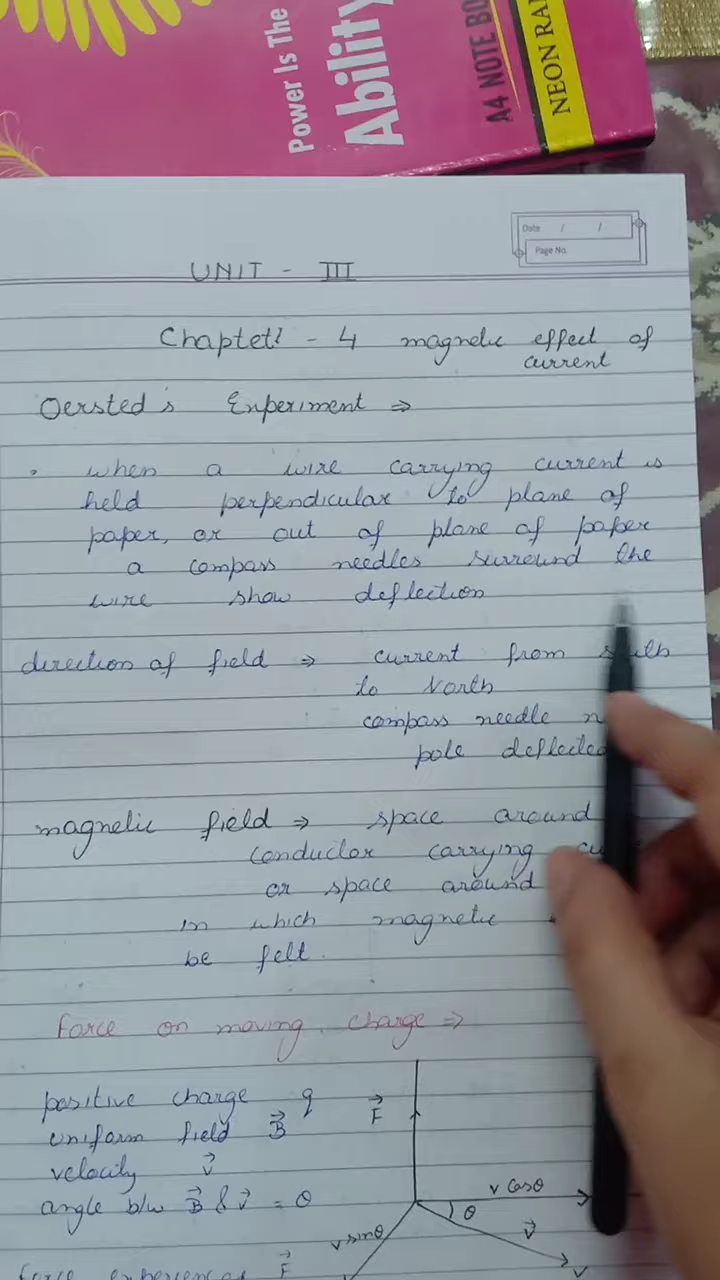 Power Is The
Ability
A4 NOTE BO
NEON RAI
Date / /
Page No.
UNIT - III
Chapter - 4 magnetic effect of
current
Oersted's Experiment ⇒
when a wire carrying current is
held perpendicular to plane of
paper, or out of plane of paper
a compass needles surround the
wire show deflection
direction of field ⇒ current from
to North
compass needle
pole deflected
magnetic field ⇒ space around
conductor carrying
or space around
in which magnetic
be felt.
Force on moving charge ⇒
positive charge q
uniform field B⃗
velocity v⃗
angle b/w B⃗ & v⃗ = θ
F⃗
v cosθ
θ
v⃗
v sinθ
v
force experiences F⃗